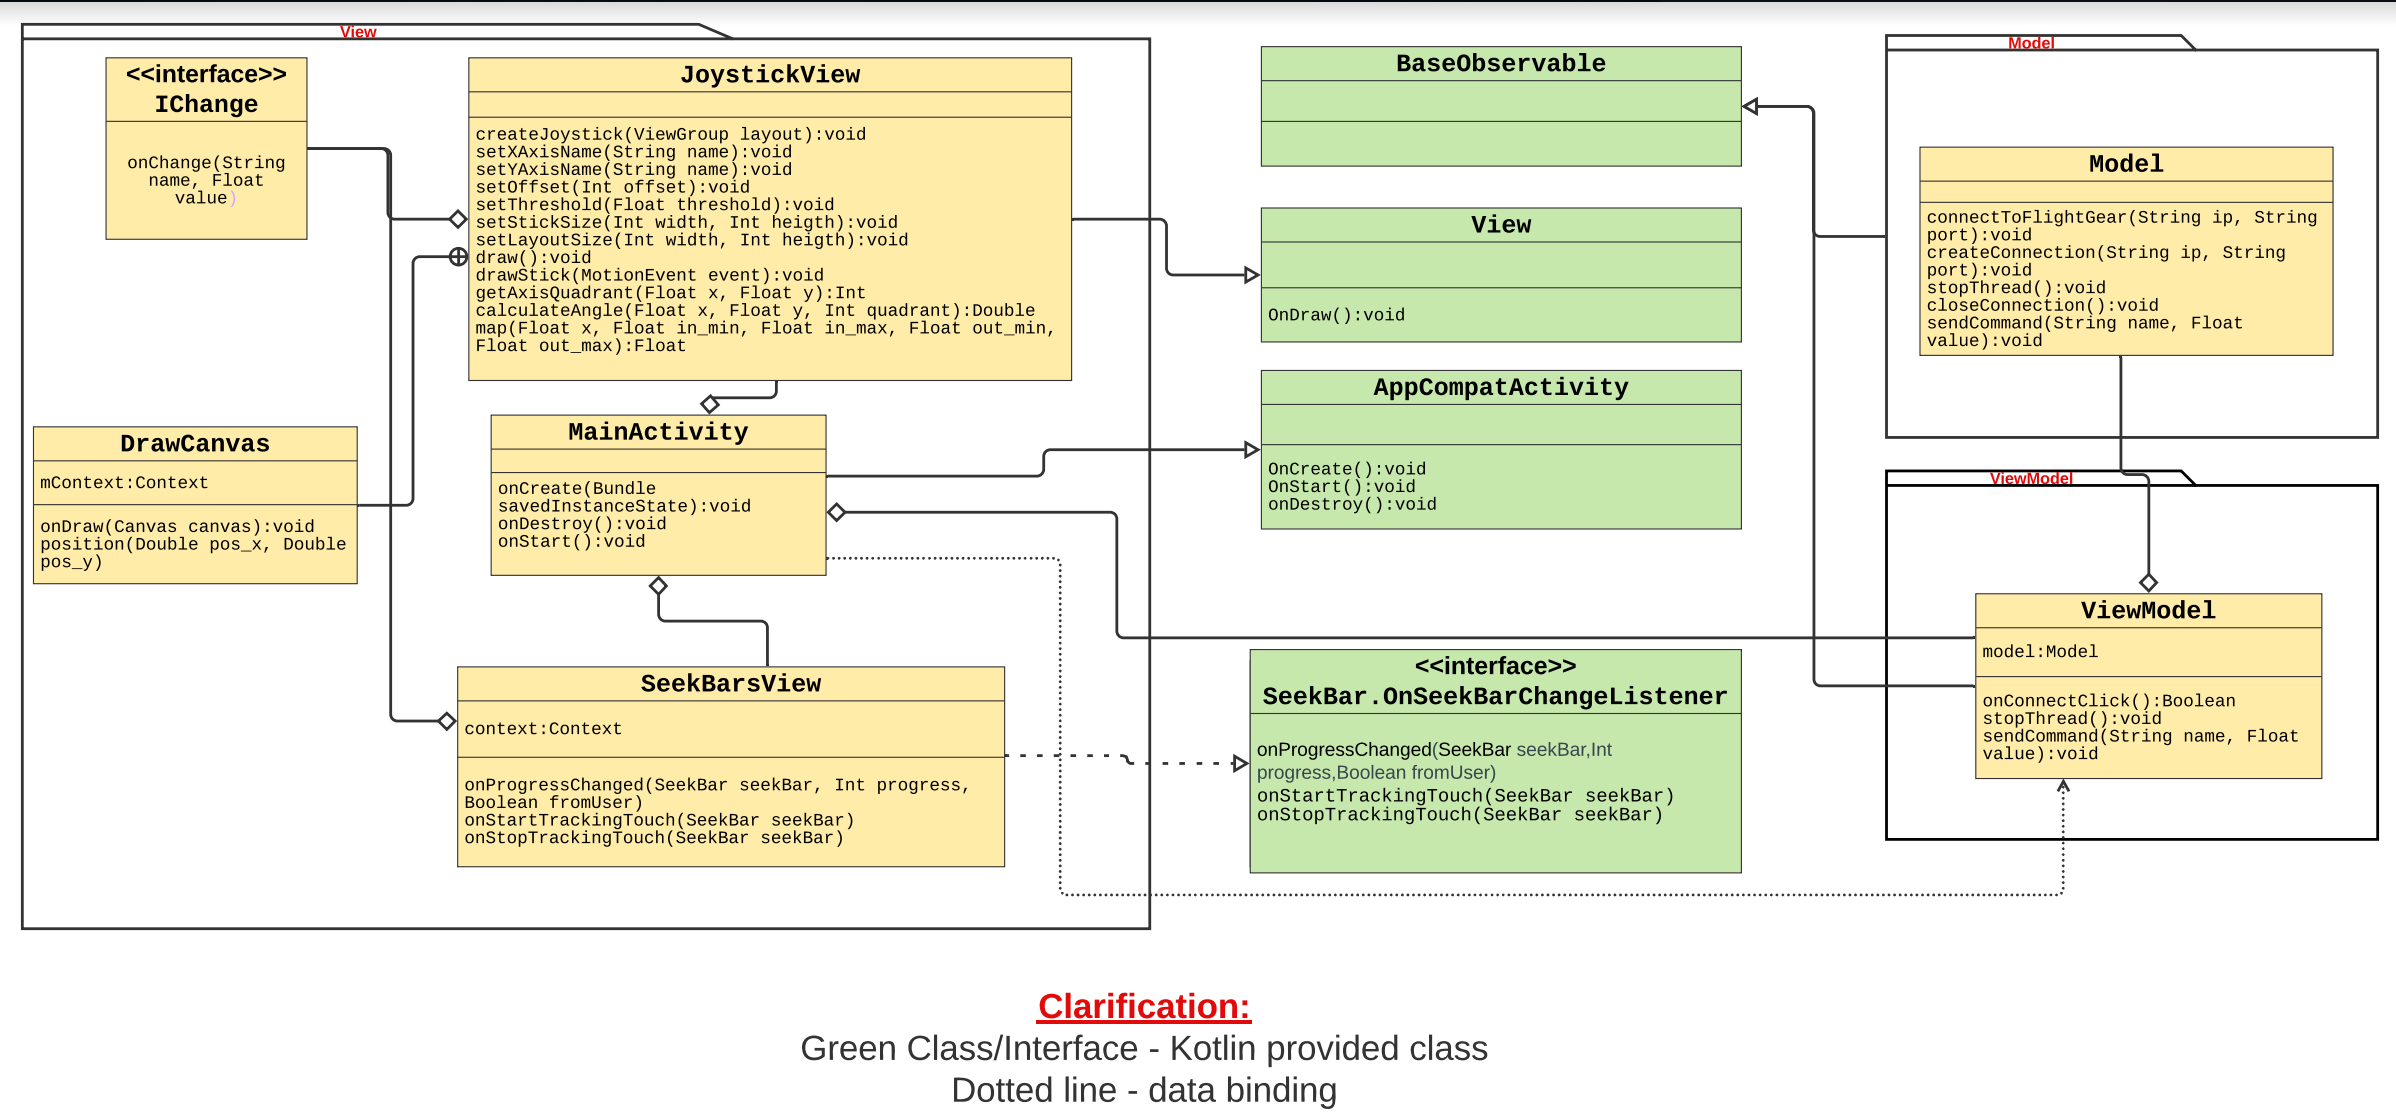 View
<<interface>>
IChange
onChange(String
name, Float
value)
JoystickView
createJoystick(ViewGroup layout):void
setXAxisName(String name):void
setYAxisName(String name):void
setOffset(Int offset):void
setThreshold(Float threshold):void
setStickSize(Int width, Int heigth):void
setLayoutSize(Int width, Int heigth):void
draw():void
drawStick(MotionEvent event):void
getAxisQuadrant(Float x, Float y):Int
calculateAngle(Float x, Float y, Int quadrant):Double
map(Float x, Float in_min, Float in_max, Float out_min,
Float out_max):Float
DrawCanvas
mContext:Context
onDraw(Canvas canvas):void
position(Double pos_x, Double
pos_y)
MainActivity
onCreate(Bundle
savedInstanceState):void
onDestroy():void
onStart():void
SeekBarsView
context:Context
onProgressChanged(SeekBar seekBar, Int progress,
Boolean fromUser)
onStartTrackingTouch(SeekBar seekBar)
onStopTrackingTouch(SeekBar seekBar)
BaseObservable
View
OnDraw():void
AppCompatActivity
OnCreate():void
OnStart():void
onDestroy():void
<<interface>>
SeekBar.OnSeekBarChangeListener
onProgressChanged(SeekBar seekBar,Int
progress,Boolean fromUser)
onStartTrackingTouch(SeekBar seekBar)
onStopTrackingTouch(SeekBar seekBar)
Model
Model
connectToFlightGear(String ip, String
port):void
createConnection(String ip, String
port):void
stopThread():void
closeConnection():void
sendCommand(String name, Float
value):void
ViewModel
ViewModel
model:Model
onConnectClick():Boolean
stopThread():void
sendCommand(String name, Float
value):void
Clarification:
Green Class/Interface - Kotlin provided class
Dotted line - data binding